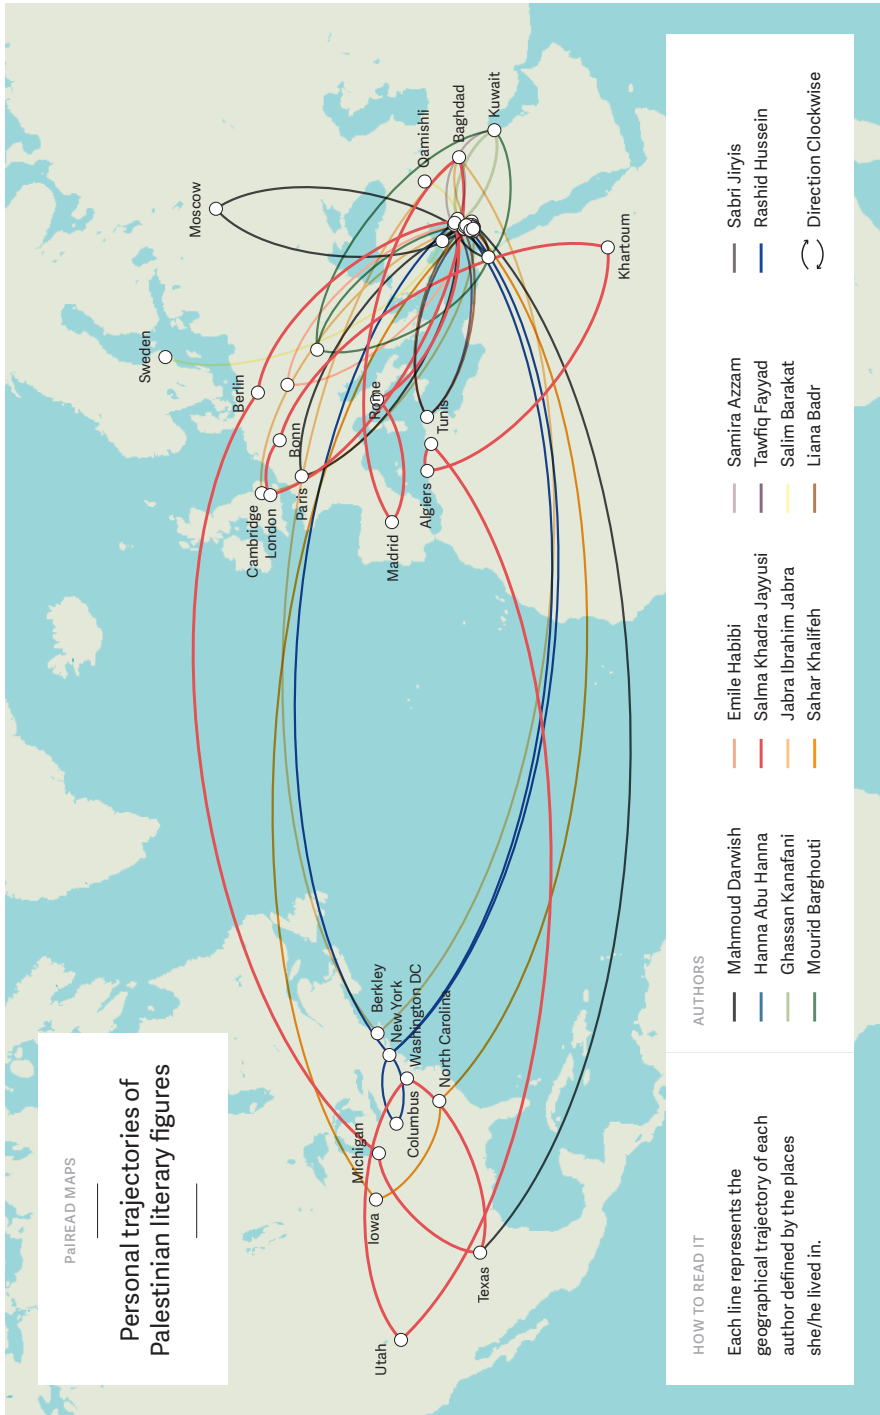 PalREAD MAPS
Personal trajectories of
Palestinian literary figures
Moscow
Sweden
Berlin
Bonn
Cambridge
London
Paris
Rome
Madrid
Algiers
Tunis
Qamishli
Baghdad
Kuwait
Khartoum
Berkley
New York
Washington DC
North Carolina
Columbus
Michigan
Iowa
Texas
Utah
HOW TO READ IT
Each line represents the
geographical trajectory of each
author defined by the places
she/he lived in.
AUTHORS
Mahmoud Darwish
Hanna Abu Hanna
Ghassan Kanafani
Mourid Barghouti
Emile Habibi
Salma Khadra Jayyusi
Jabra Ibrahim Jabra
Sahar Khalifeh
Samira Azzam
Tawfiq Fayyad
Salim Barakat
Liana Badr
Sabri Jiryis
Rashid Hussein
Direction Clockwise